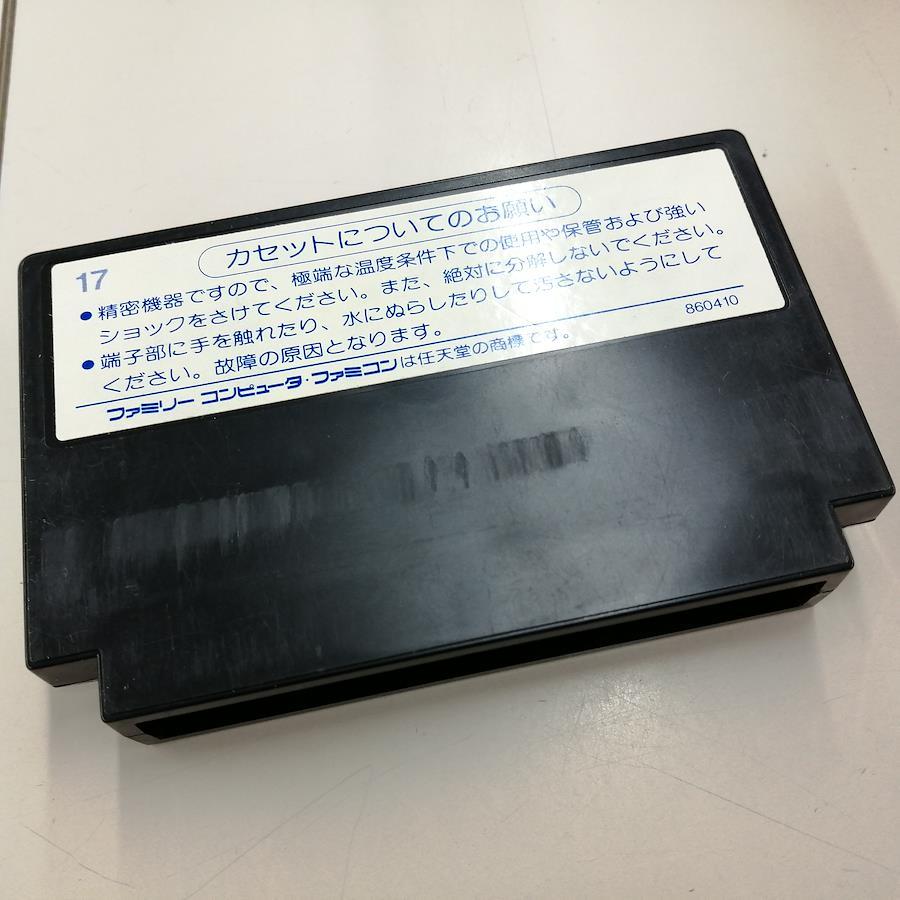 カセットについてのお願い
17
●精密機器ですので、極端な温度条件下での使用や保管および強い
ショックをさけてください。また、絶対に分解しないでください。
●端子部に手を触れたり、水にぬらしたりして汚さないようにして
ください。故障の原因となります。
860410
ファミリー コンピュータ・ファミコンは任天堂の商標です。